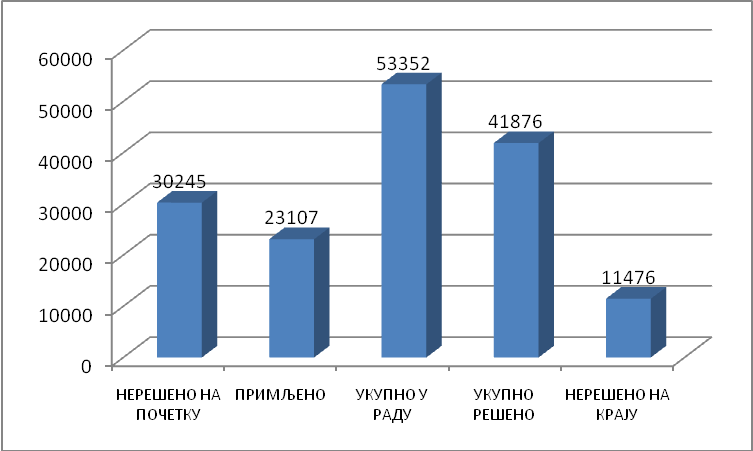 60000
50000
40000
30000
20000
10000
0
30245
23107
53352
41876
11476
НЕРЕШЕНО НА
ПОЧЕТКУ
ПРИМЉЕНО
УКУПНО У
РАДУ
УКУПНО
РЕШЕНО
НЕРЕШЕНО НА
КРАЈУ